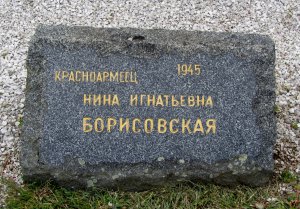 КРАСНОАРМЕЕЦ 1945
НИНА ИГНАТЬЕВНА
БОРИСОВСКАЯ